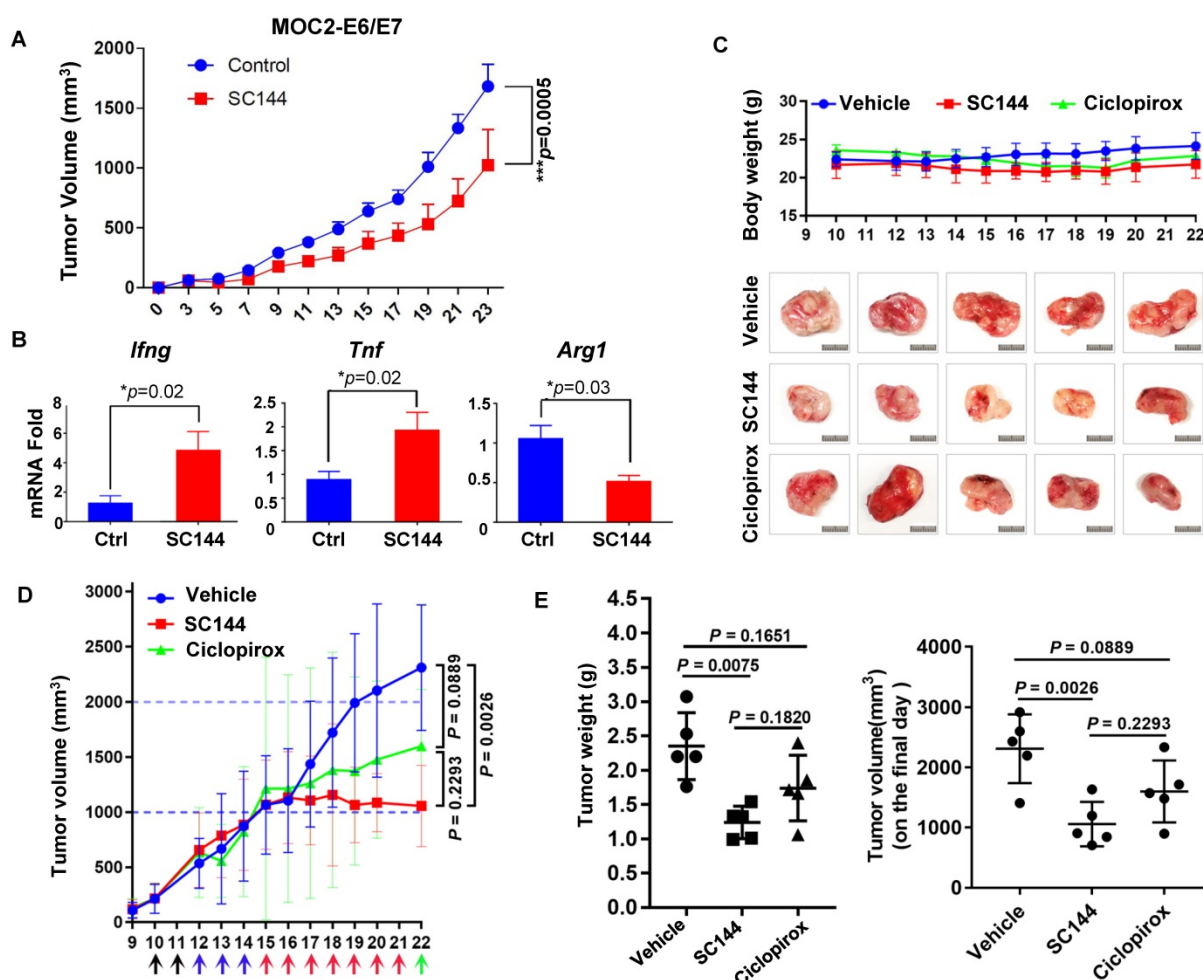 A
MOC2-E6/E7
Tumor Volume (mm³)
2000
1500
1000
500
0
Control
SC144
***p=0.0005
0 3 5 7 9 11 13 15 17 19 21 23
B
Ifng
Tnf
Arg1
mRNA Fold
*p=0.02
8
6
4
2
0
Ctrl SC144
*p=0.02
2.5
2
1.5
1
0.5
0
Ctrl SC144
*p=0.03
1.5
1
0.5
0
Ctrl SC144
C
Vehicle SC144 Ciclopirox
Body weight (g)
30
25
20
15
9 10 12 13 14 15 16 17 18 19 20 22
Vehicle
SC144
Ciclopirox
D
Vehicle
SC144
Ciclopirox
Tumor volume (mm³)
3000
2500
2000
1500
1000
500
0
P = 0.0889
P = 0.2293
P = 0.0026
9 10 11 12 13 14 15 16 17 18 19 20 21 22
E
Tumor weight (g)
4.5
4.0
3.5
3.0
2.5
2.0
1.5
1.0
0.5
0.0
P = 0.1651
P = 0.0075
P = 0.1820
Vehicle
SC144
Ciclopirox
Tumor volume(mm³)
(on the final day )
4000
3000
2000
1000
0
P = 0.0889
P = 0.0026
P = 0.2293
Vehicle
SC144
Ciclopirox